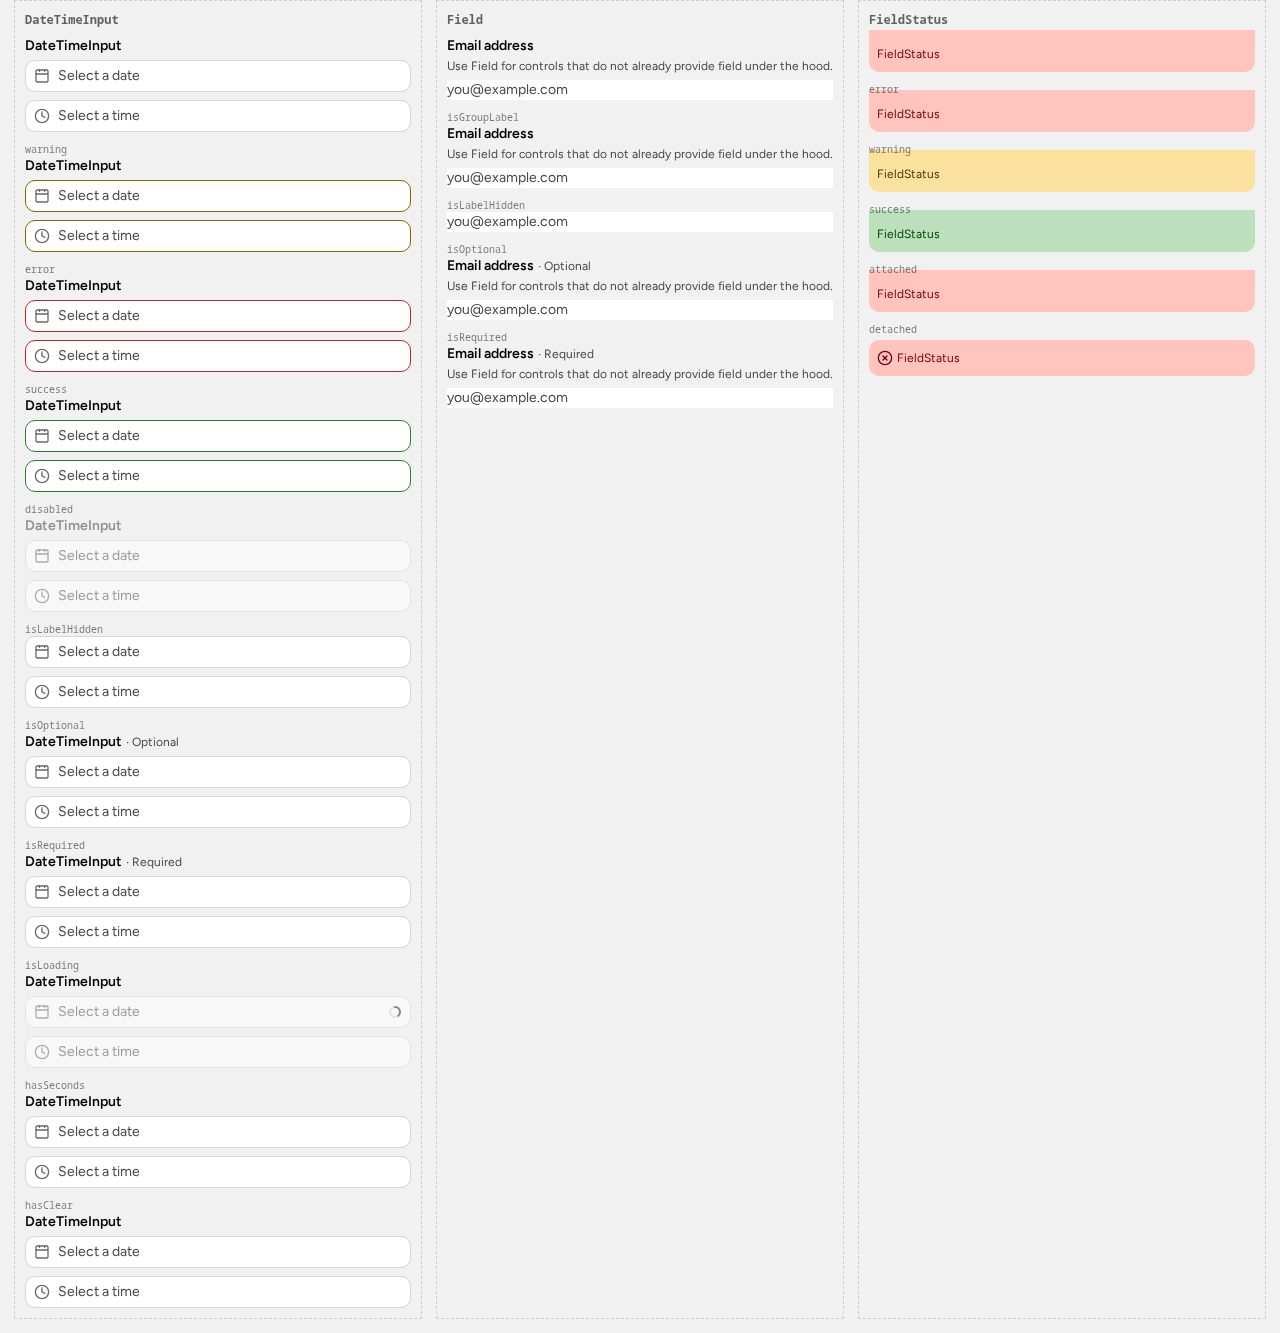 DateTimeInput
DateTimeInput
Select a date
Select a time
warning
DateTimeInput
Select a date
Select a time
error
DateTimeInput
Select a date
Select a time
success
DateTimeInput
Select a date
Select a time
disabled
DateTimeInput
Select a date
Select a time
isLabelHidden
Select a date
Select a time
isOptional
DateTimeInput · Optional
Select a date
Select a time
isRequired
DateTimeInput · Required
Select a date
Select a time
isLoading
DateTimeInput
Select a date
Select a time
hasSeconds
DateTimeInput
Select a date
Select a time
hasClear
DateTimeInput
Select a date
Select a time
Field
Email address
Use Field for controls that do not already provide field under the hood.
you@example.com
isGroupLabel
Email address
Use Field for controls that do not already provide field under the hood.
you@example.com
isLabelHidden
you@example.com
isOptional
Email address · Optional
Use Field for controls that do not already provide field under the hood.
you@example.com
isRequired
Email address · Required
Use Field for controls that do not already provide field under the hood.
you@example.com
FieldStatus
FieldStatus
error
FieldStatus
warning
FieldStatus
success
FieldStatus
attached
FieldStatus
detached
FieldStatus